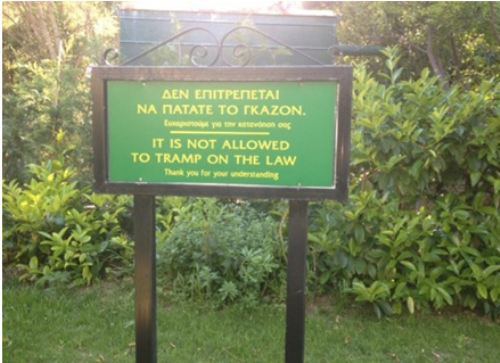 ΔΕΝ ΕΠΙΤΡΕΠΕΤΑΙ
ΝΑ ΠΑΤΑΤΕ ΤΟ ΓΚΑΖΟΝ.
Ευχαριστούμε για την κατανόηση σας
IT IS NOT ALLOWED
TO TRAMP ON THE LAW
Thank you for your understanding